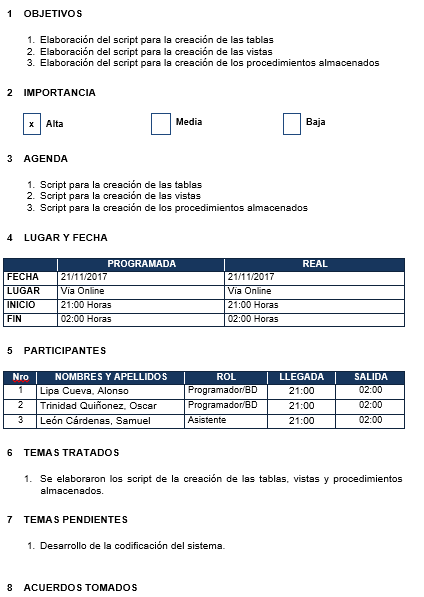 1 OBJETIVOS
1. Elaboración del script para la creación de las tablas
2. Elaboración del script para la creación de las vistas
3. Elaboración del script para la creación de los procedimientos almacenados
2 IMPORTANCIA
x Alta Media Baja
3 AGENDA
1. Script para la creación de las tablas
2. Script para la creación de las vistas
3. Script para la creación de los procedimientos almacenados
4 LUGAR Y FECHA
PROGRAMADA REAL
FECHA 21/11/2017 21/11/2017
LUGAR Vía Online Vía Online
INICIO 21:00 Horas 21:00 Horas
FIN 02:00 Horas 02:00 Horas
5 PARTICIPANTES
Nro NOMBRES Y APELLIDOS ROL LLEGADA SALIDA
1 Lipa Cueva, Alonso Programador/BD 21:00 02:00
2 Trinidad Quiñonez, Oscar Programador/BD 21:00 02:00
3 León Cárdenas, Samuel Asistente 21:00 02:00
6 TEMAS TRATADOS
1. Se elaboraron los script de la creación de las tablas, vistas y procedimientos
almacenados.
7 TEMAS PENDIENTES
1. Desarrollo de la codificación del sistema.
8 ACUERDOS TOMADOS